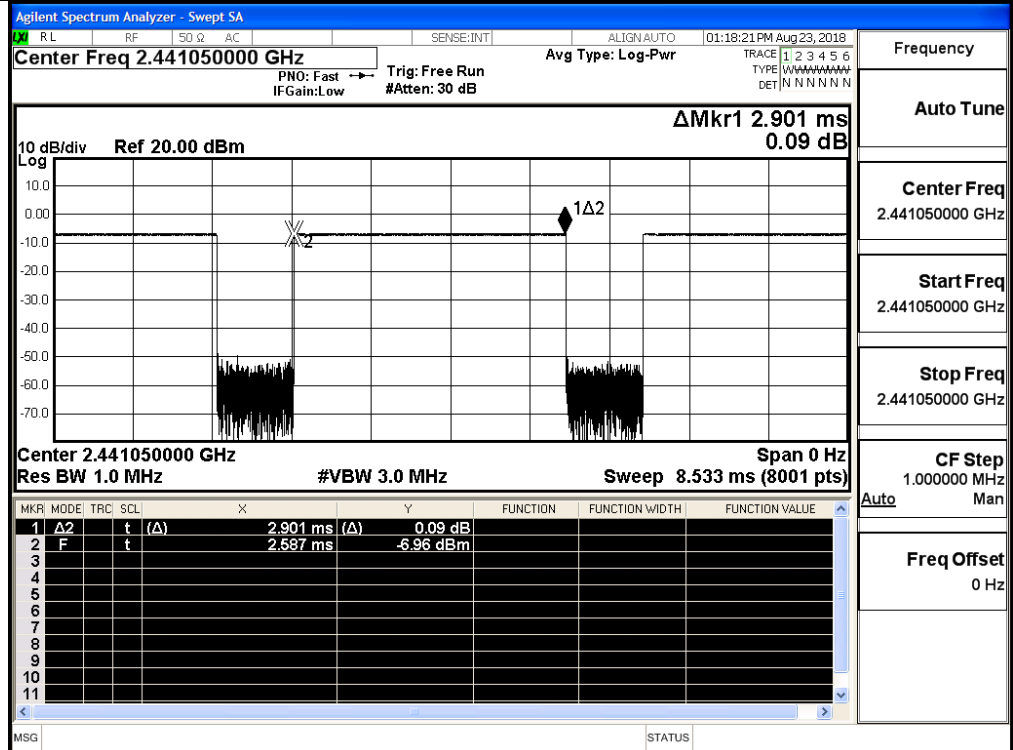 Agilent Spectrum Analyzer - Swept SA
LXI RL RF 50 Ω AC SENSE:INT ALIGN AUTO 01:18:21 PM Aug 23, 2018
Center Freq 2.441050000 GHz
PNO: Fast
IFGain:Low
Trig: Free Run
#Atten: 30 dB
Avg Type: Log-Pwr
TRACE 1 2 3 4 5 6
TYPE WWWWWW
DET N N N N N N
ΔMkr1 2.901 ms
0.09 dB
10 dB/div Ref 20.00 dBm
Log
10.0
0.00
-10.0
-20.0
-30.0
-40.0
-50.0
-60.0
-70.0
1Δ2
2
Center 2.441050000 GHz Span 0 Hz
Res BW 1.0 MHz #VBW 3.0 MHz Sweep 8.533 ms (8001 pts)
MKR MODE TRC SCL X Y FUNCTION FUNCTION WIDTH FUNCTION VALUE
1 Δ2 t (Δ) 2.901 ms (Δ) 0.09 dB
2 F t 2.587 ms -6.96 dBm
3
4
5
6
7
8
9
10
11
MSG STATUS
Frequency
Auto Tune
Center Freq
2.441050000 GHz
Start Freq
2.441050000 GHz
Stop Freq
2.441050000 GHz
CF Step
1.000000 MHz
Auto Man
Freq Offset
0 Hz